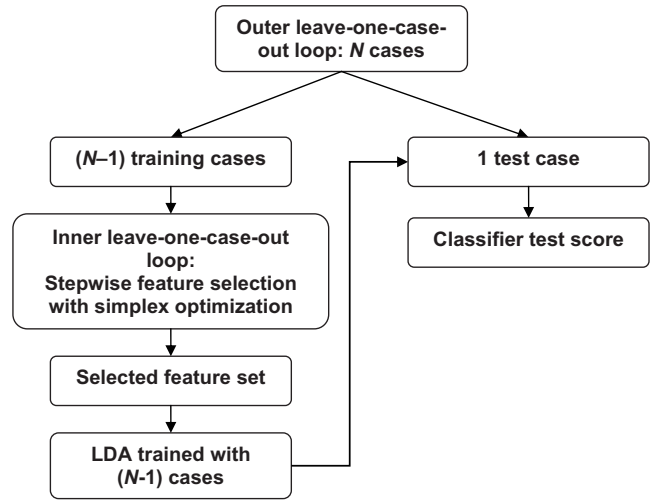 Outer leave-one-case-
out loop: N cases
(N–1) training cases
Inner leave-one-case-out
loop:
Stepwise feature selection
with simplex optimization
Selected feature set
LDA trained with
(N-1) cases
1 test case
Classifier test score